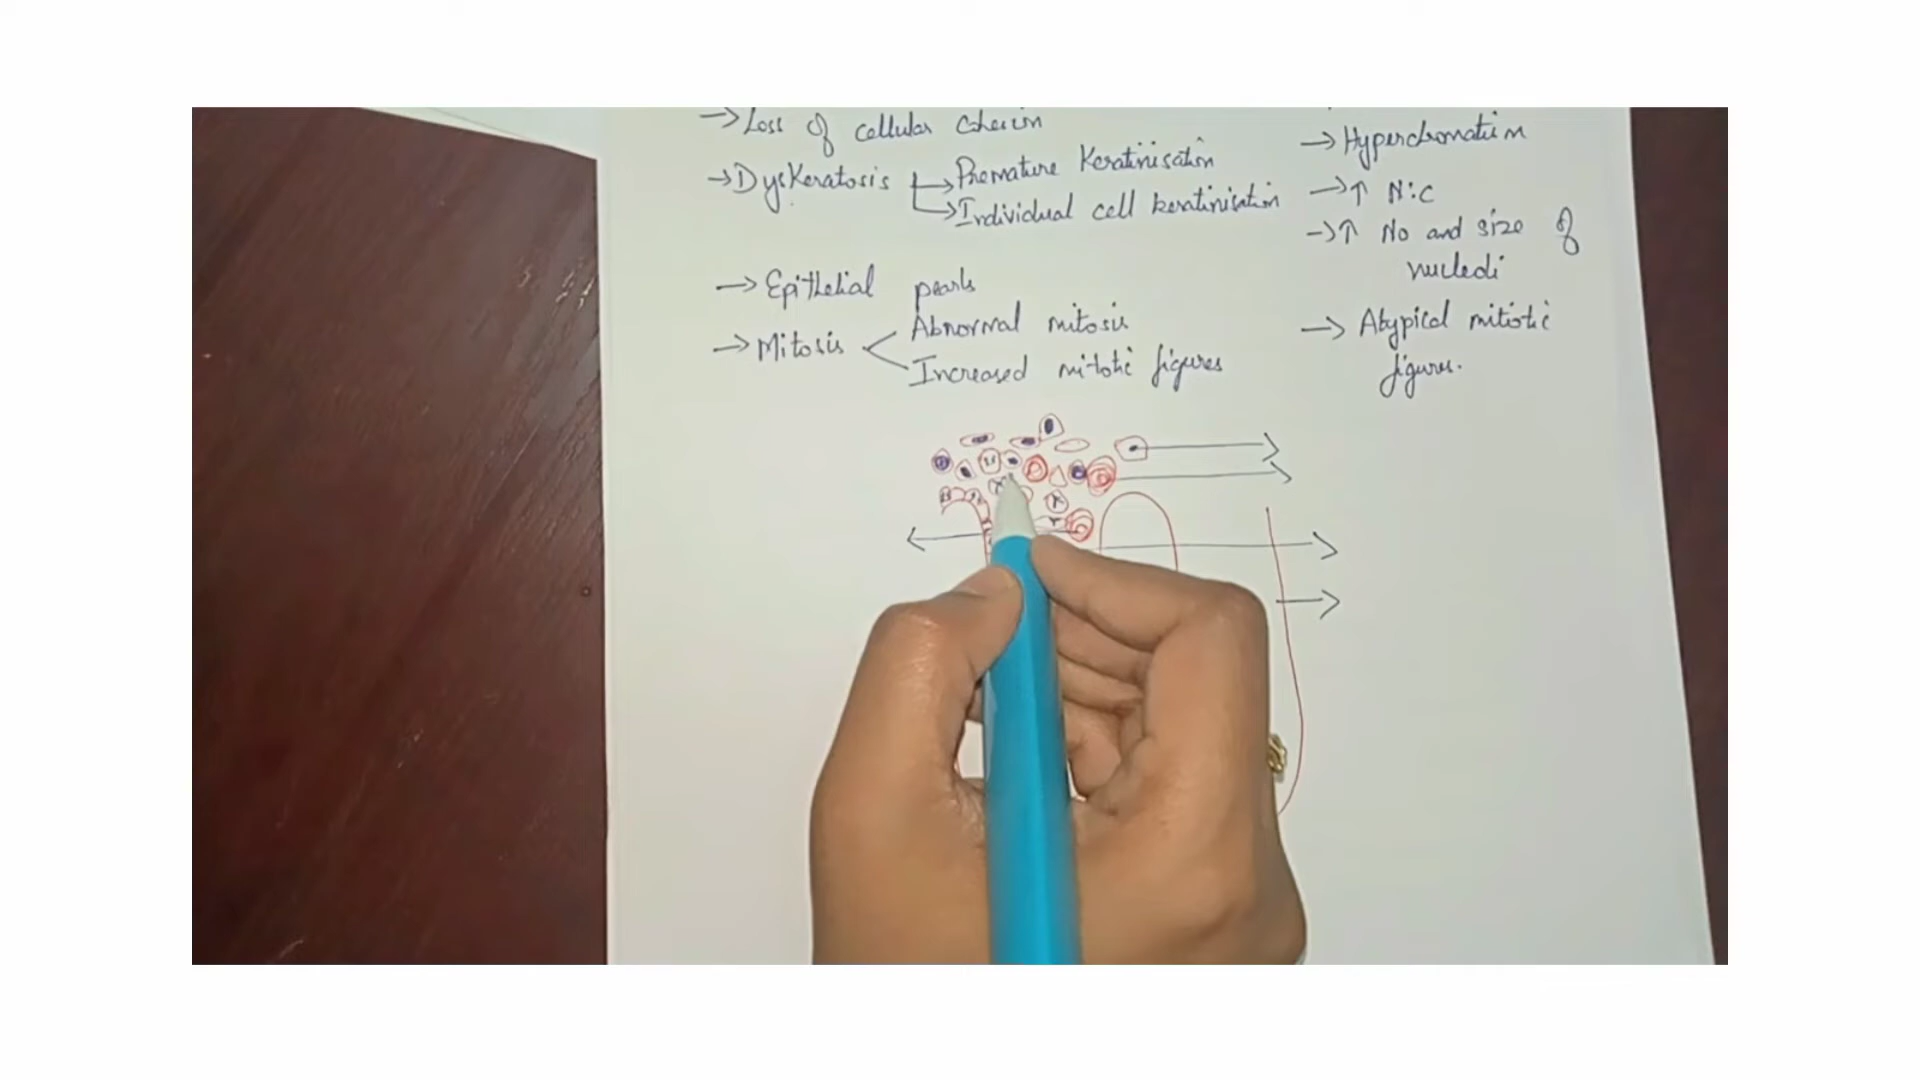 → Loss of cellular Cohesion
→ Dyskeratosis → Premature Keratinisation
→ Individual cell keratinisation
→ Epithelial pearls
→ Mitosis < Abnormal mitosis
Increased mitotic figures
→ Hyperchromatism
→ ↑ N:C
→ ↑ No and size of
nucleoli
→ Atypical mitotic
figures.